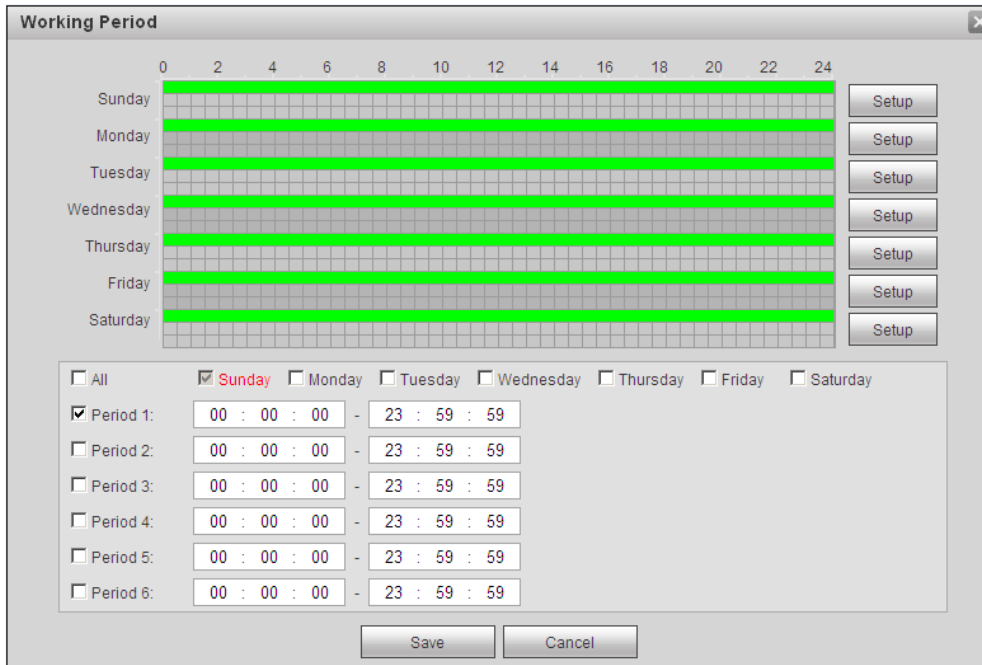 Working Period
0 2 4 6 8 10 12 14 16 18 20 22 24
Sunday Setup
Monday Setup
Tuesday Setup
Wednesday Setup
Thursday Setup
Friday Setup
Saturday Setup
All Sunday Monday Tuesday Wednesday Thursday Friday Saturday
Period 1: 00 : 00 : 00 - 23 : 59 : 59
Period 2: 00 : 00 : 00 - 23 : 59 : 59
Period 3: 00 : 00 : 00 - 23 : 59 : 59
Period 4: 00 : 00 : 00 - 23 : 59 : 59
Period 5: 00 : 00 : 00 - 23 : 59 : 59
Period 6: 00 : 00 : 00 - 23 : 59 : 59
Save Cancel